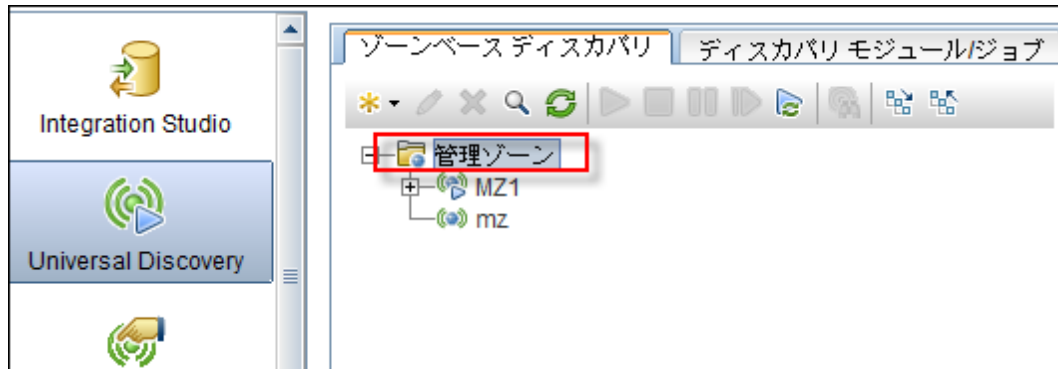 ゾーンベース ディスカバリ
ディスカバリ モジュール/ジョブ
Integration Studio
管理ゾーン
MZ1
mz
Universal Discovery